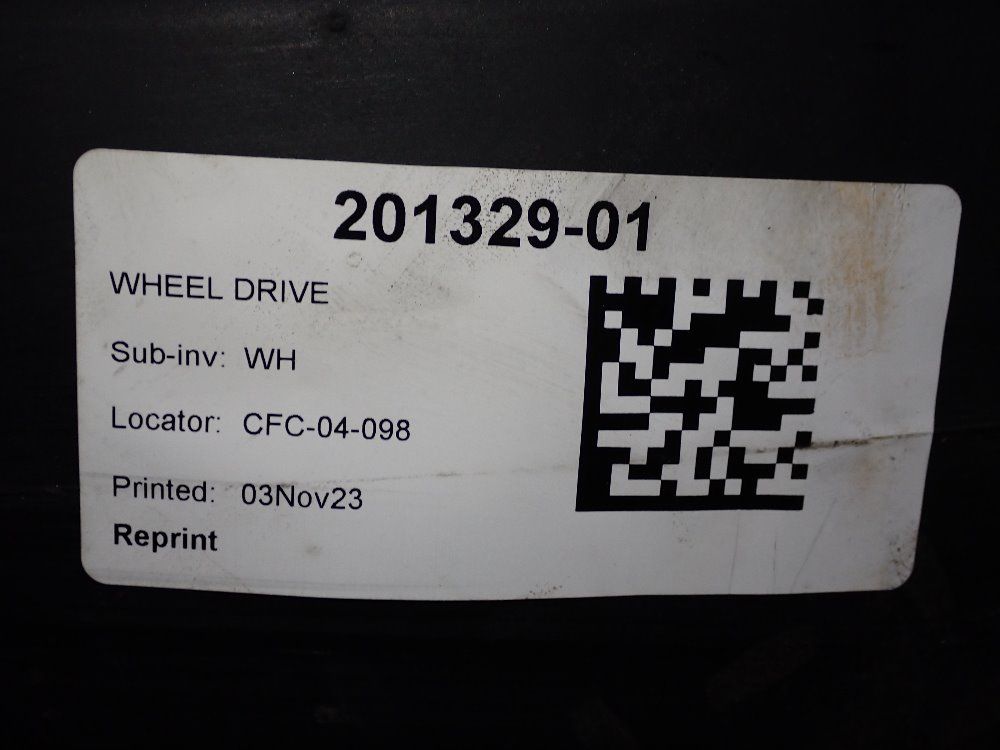 201329-01
WHEEL DRIVE
Sub-inv: WH
Locator: CFC-04-098
Printed: 03Nov23
Reprint